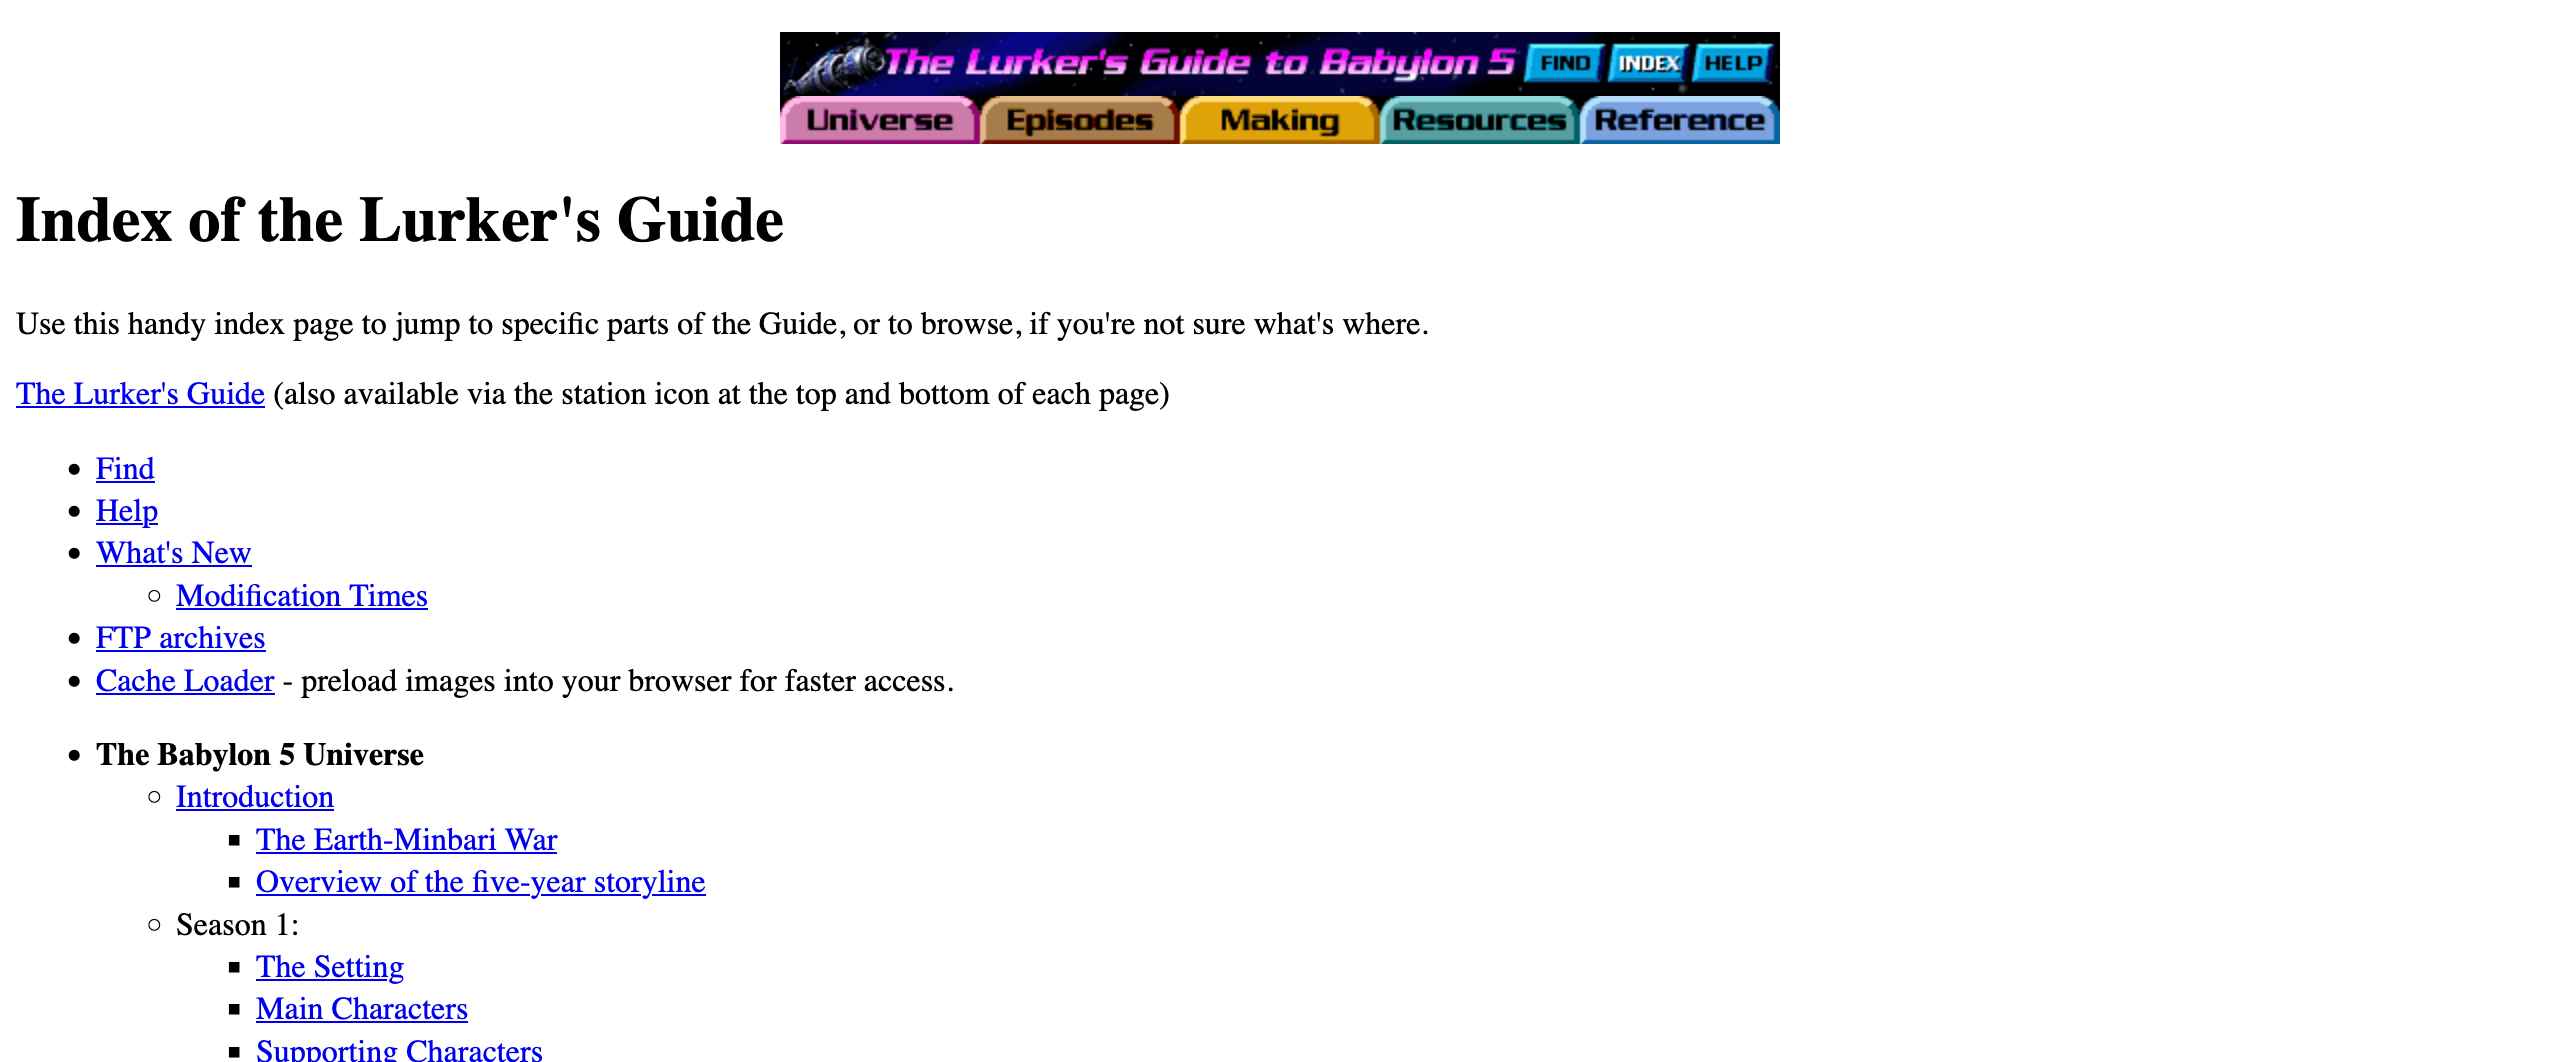 The Lurker's Guide to Babylon 5 FIND INDEX HELP
Universe Episodes Making Resources Reference
Index of the Lurker's Guide
Use this handy index page to jump to specific parts of the Guide, or to browse, if you're not sure what's where.
The Lurker's Guide (also available via the station icon at the top and bottom of each page)
Find
Help
What's New
Modification Times
FTP archives
Cache Loader - preload images into your browser for faster access.
The Babylon 5 Universe
Introduction
The Earth-Minbari War
Overview of the five-year storyline
Season 1:
The Setting
Main Characters
Supporting Characters